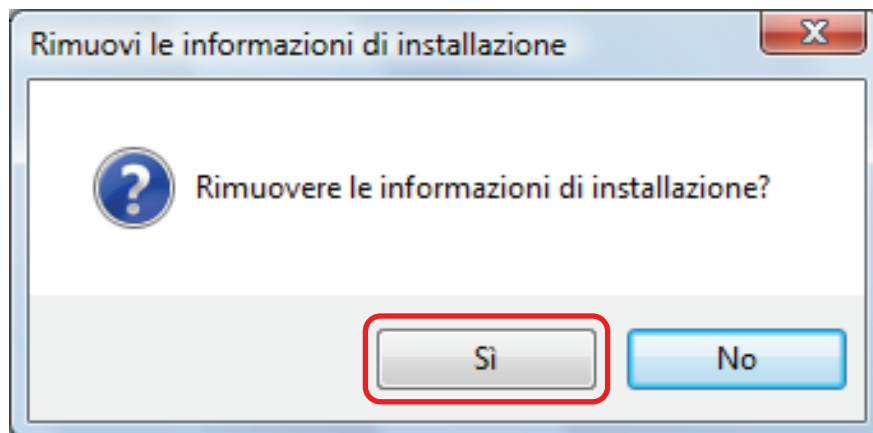 Rimuovi le informazioni di installazione
Rimuovere le informazioni di installazione?
Sì
No